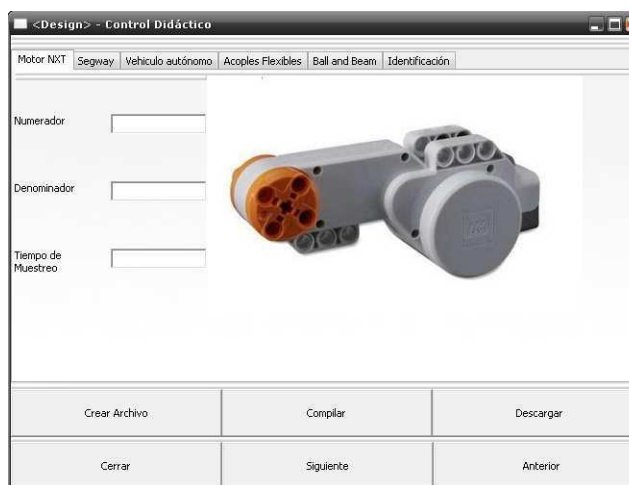 <Design> - Control Didáctico
Motor NXT Segway Vehiculo autónomo Acoples Flexibles Ball and Beam Identificación
Numerador
Denominador
Tiempo de
Muestreo
Crear Archivo Compilar Descargar
Cerrar Siguiente Anterior